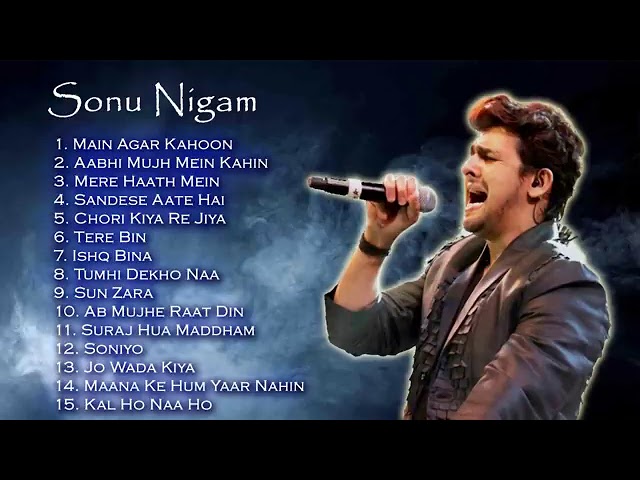 Sonu Nigam
1. Main Agar Kahoon
2. Aabhi Mujh Mein Kahin
3. Mere Haath Mein
4. Sandese Aate Hai
5. Chori Kiya Re Jiya
6. Tere Bin
7. Ishq Bina
8. Tumhi Dekho Naa
9. Sun Zara
10. Ab Mujhe Raat Din
11. Suraj Hua Maddham
12. Soniyo
13. Jo Wada Kiya
14. Maana Ke Hum Yaar Nahin
15. Kal Ho Naa Ho